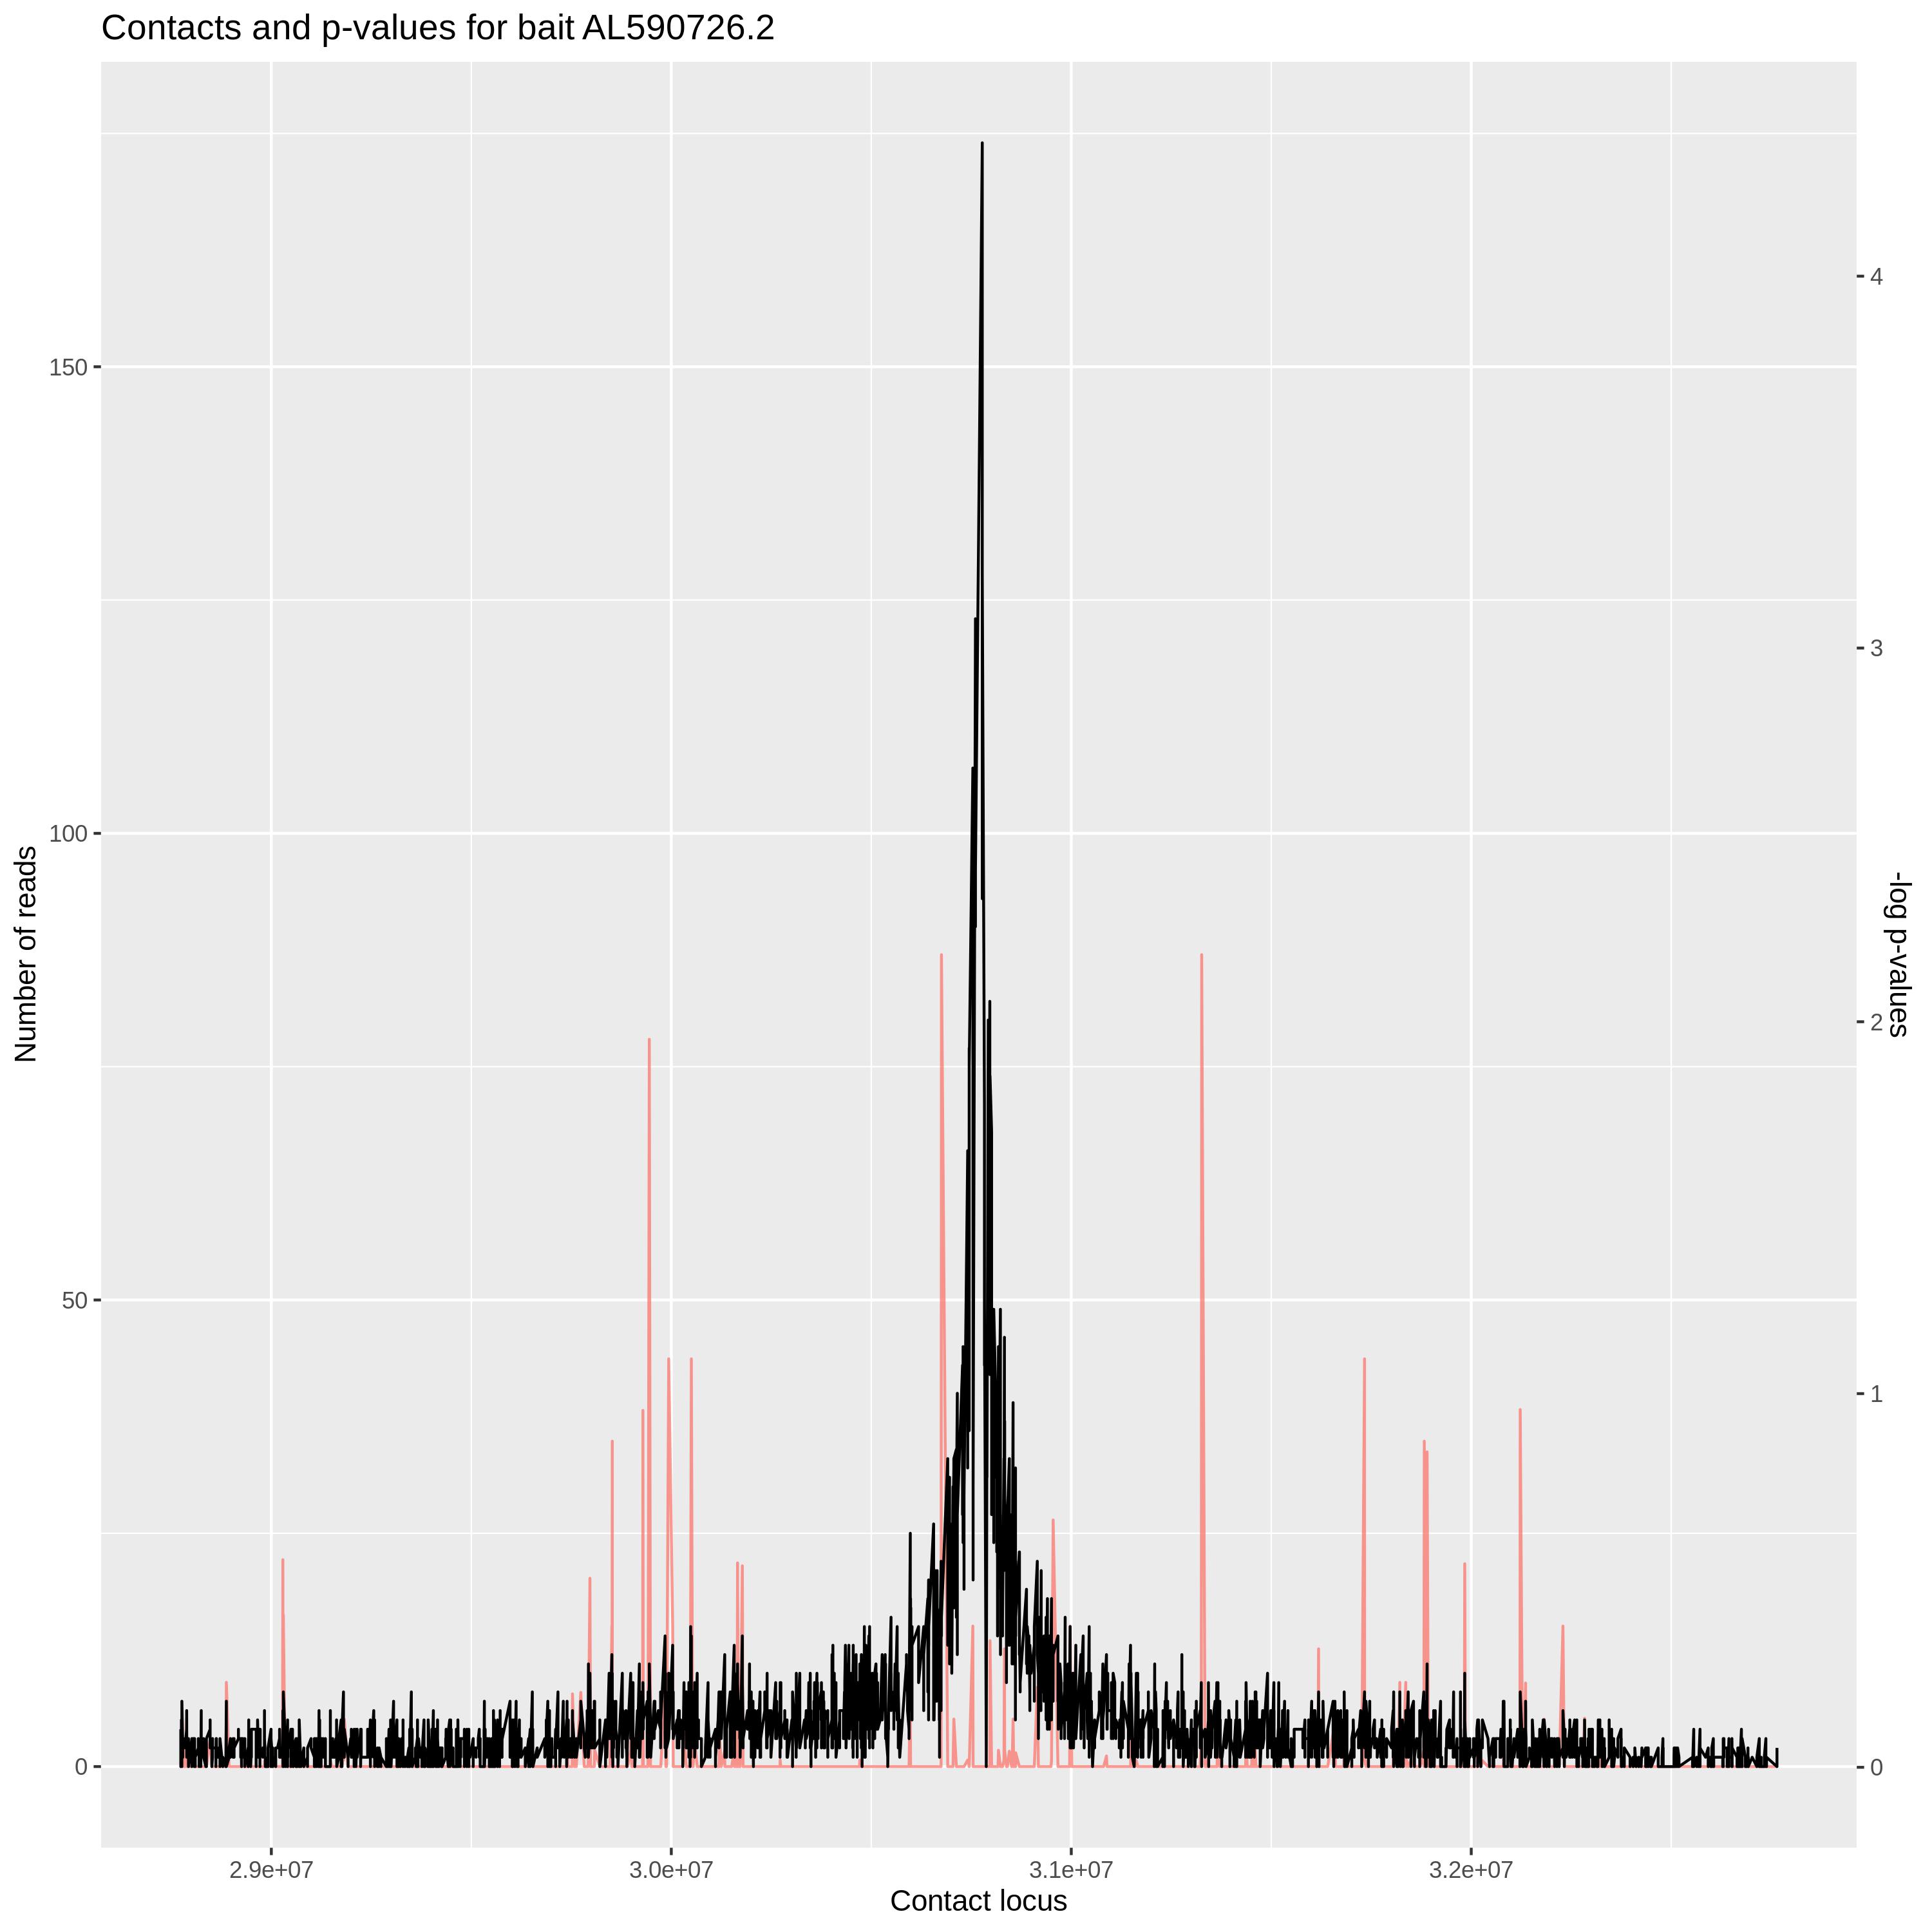 Contacts and p-values for bait AL590726.2
Number of reads
150
100
50
0
4
3
2
1
0
-log p-values
2.9e+07 3.0e+07 3.1e+07 3.2e+07
Contact locus